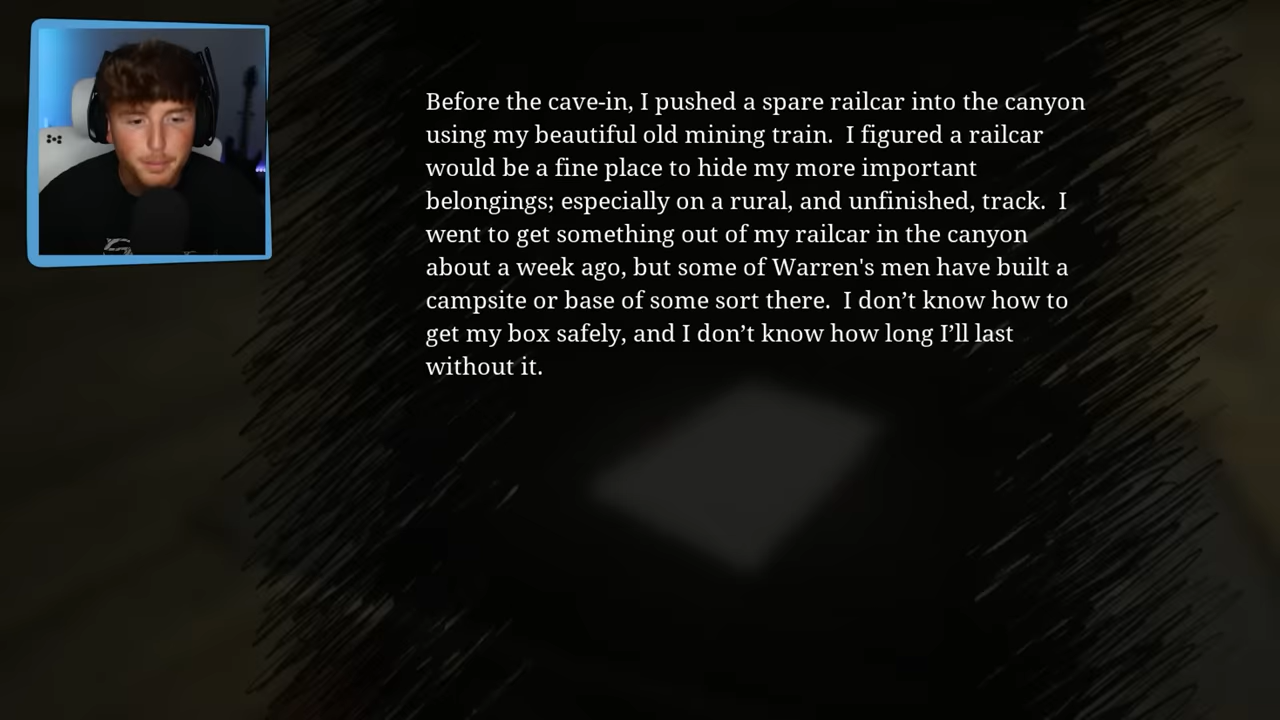 Before the cave-in, I pushed a spare railcar into the canyon
using my beautiful old mining train.  I figured a railcar
would be a fine place to hide my more important
belongings; especially on a rural, and unfinished, track.  I
went to get something out of my railcar in the canyon
about a week ago, but some of Warren's men have built a
campsite or base of some sort there.  I don’t know how to
get my box safely, and I don’t know how long I’ll last
without it.